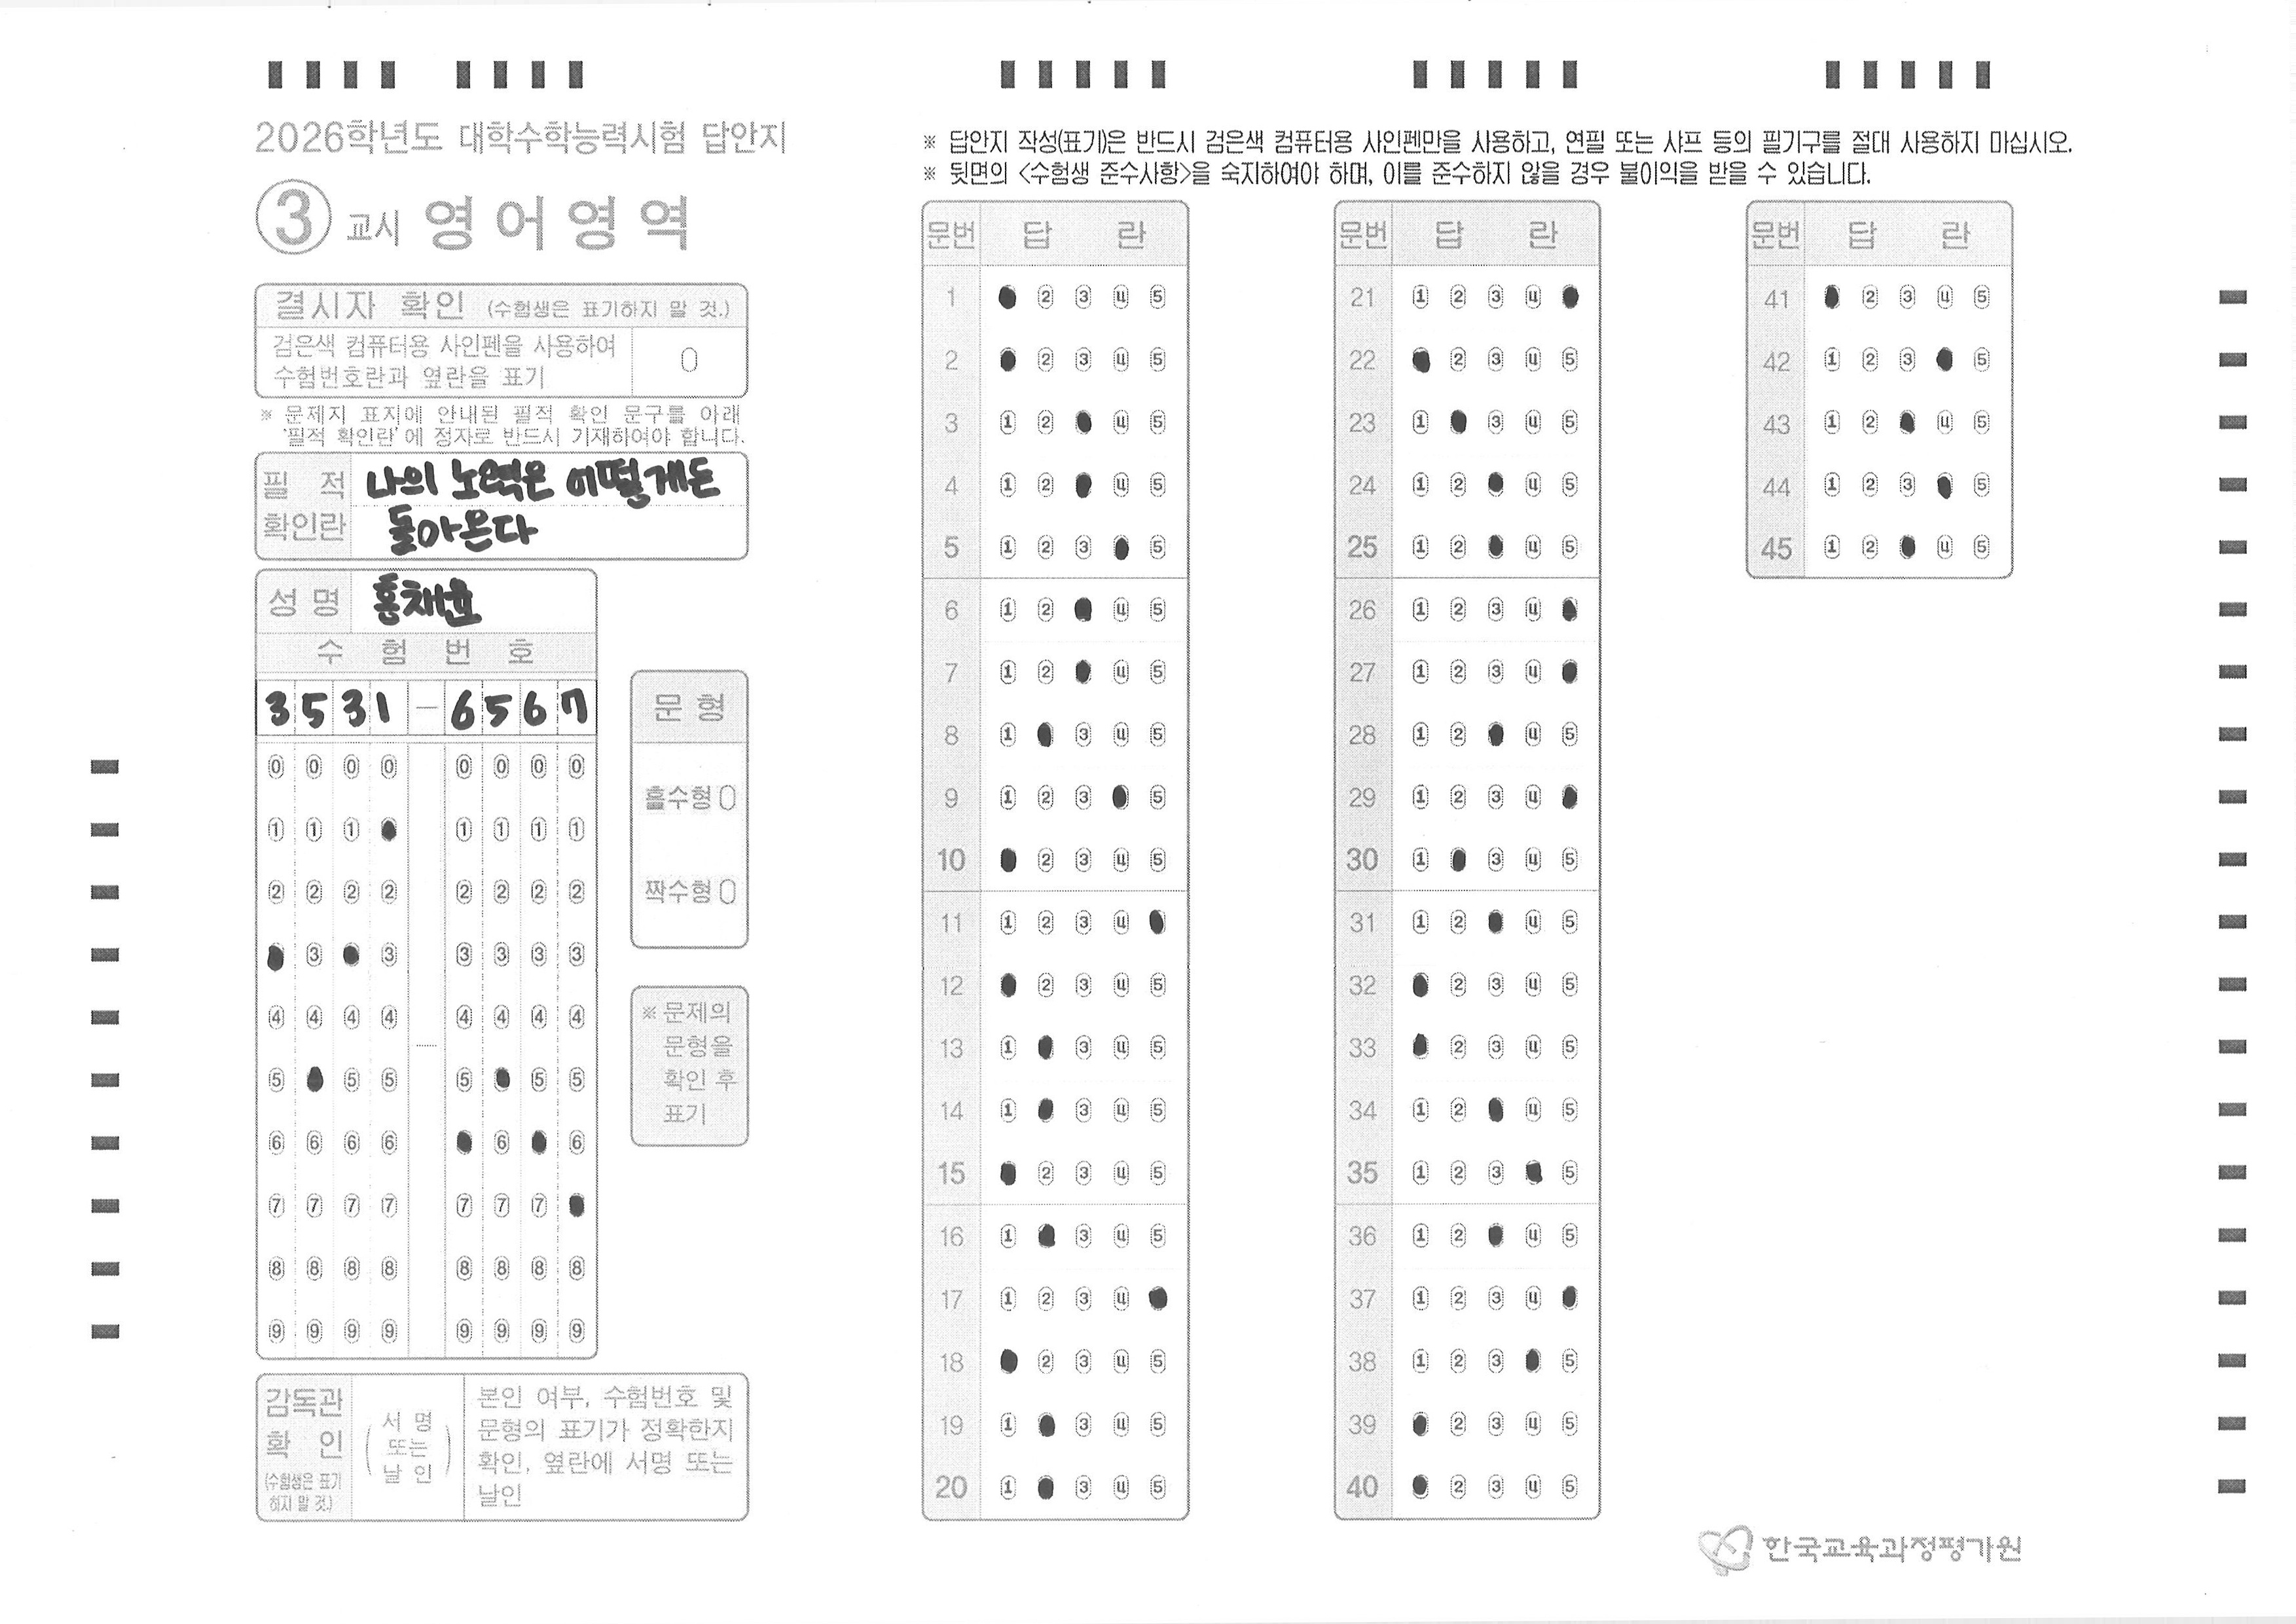 2026학년도 대학수학능력시험 답안지
3 교시 영어영역
결시자 확인 (수험생은 표기하지 말 것.)
검은색 컴퓨터용 사인펜을 사용하여
수험번호란과 옆란을 표기
※ 문제지 표지에 안내된 필적 확인 문구를 아래
'필적 확인란'에 정자로 반드시 기재하여야 합니다.
필 적
확인란
나의 노력은 어떻게든
돌아온다
성 명 홍채윤
수 험 번 호
3 5 3 1 － 6 5 6 7
0 0 0 0 0 0 0 0
1 1 1 1 1 1 1
2 2 2 2 2 2 2 2
3 3 3 3 3 3
4 4 4 4 4 4 4 4
5 5 5 5 5 5
6 6 6 6 6 6
7 7 7 7 7 7 7
8 8 8 8 8 8 8 8
9 9 9 9 9 9 9 9
문 형
홀수형
짝수형
※ 문제의
문형을
확인 후
표기
감독관
확 인
(수험생은 표기
하지 말 것.)
서 명
또는
날 인
본인 여부, 수험번호 및
문형의 표기가 정확한지
확인, 옆란에 서명 또는
날인
※ 답안지 작성(표기)은 반드시 검은색 컴퓨터용 사인펜만을 사용하고, 연필 또는 샤프 등의 필기구를 절대 사용하지 마십시오.
※ 뒷면의 <수험생 준수사항>을 숙지하여야 하며, 이를 준수하지 않을 경우 불이익을 받을 수 있습니다.
문번 답 란
1 2 3 4 5
2 2 3 4 5
3 1 2 4 5
4 1 2 4 5
5 1 2 3 5
6 1 2 4 5
7 1 2 4 5
8 1 3 4 5
9 1 2 3 5
10 2 3 4 5
11 1 2 3 4
12 2 3 4 5
13 1 3 4 5
14 1 3 4 5
15 2 3 4 5
16 1 3 4 5
17 1 2 3 4
18 2 3 4 5
19 1 3 4 5
20 1 3 4 5
문번 답 란
21 1 2 3 4
22 2 3 4 5
23 1 3 4 5
24 1 2 4 5
25 1 2 4 5
26 1 2 3 4
27 1 2 3 4
28 1 2 4 5
29 1 2 3 4
30 1 3 4 5
31 1 2 4 5
32 2 3 4 5
33 2 3 4 5
34 1 2 4 5
35 1 2 3 5
36 1 2 4 5
37 1 2 3 4
38 1 2 3 5
39 2 3 4 5
40 2 3 4 5
문번 답 란
41 2 3 4 5
42 1 2 3 5
43 1 2 4 5
44 1 2 3 5
45 1 2 4 5
한국교육과정평가원